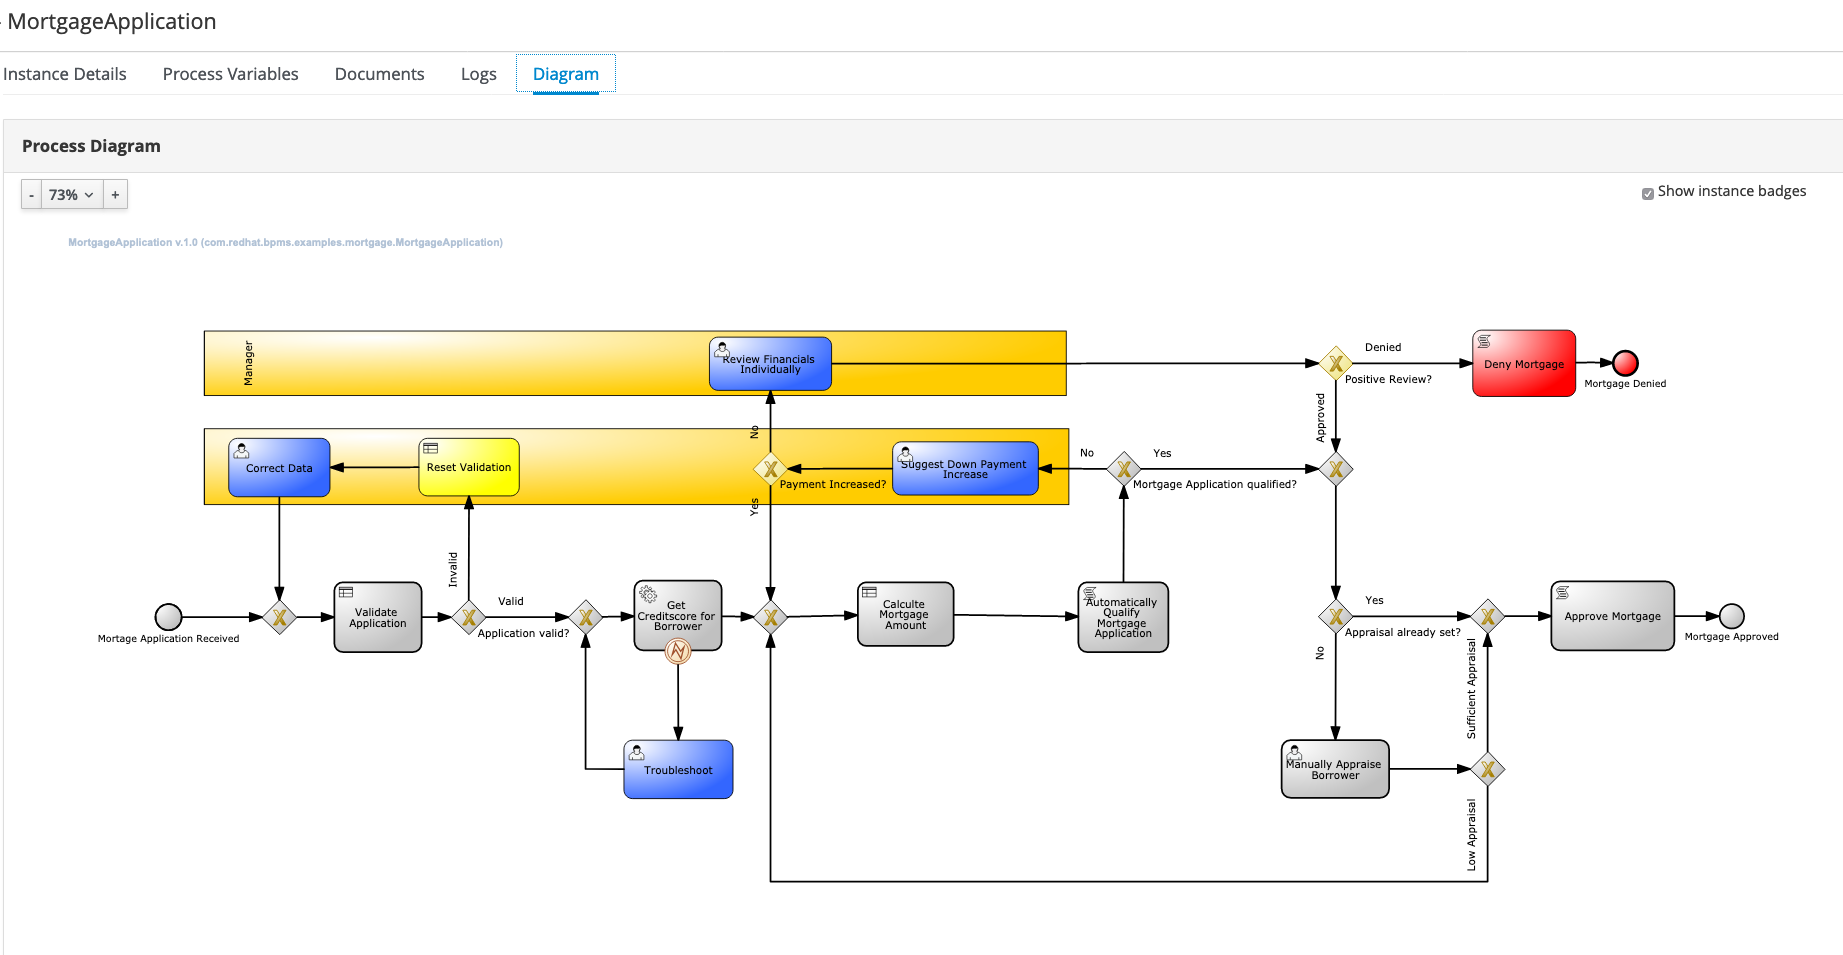 MortgageApplication
Instance Details
Process Variables
Documents
Logs
Diagram
Process Diagram
-
73%
+
Show instance badges
MortgageApplication v.1.0 (com.redhat.bpms.examples.mortgage.MortgageApplication)
Manager
Review Financials
Individually
Denied
Positive Review?
Deny Mortgage
Mortgage Denied
Approved
No
Correct Data
Reset Validation
Payment Increased?
Suggest Down Payment
Increase
No
Yes
Mortgage Application qualified?
Yes
Invalid
Mortage Application Received
Validate
Application
Valid
Application valid?
Get
Creditscore for
Borrower
Calculte
Mortgage
Amount
Automatically
Qualify
Mortgage
Application
Yes
Appraisal already set?
No
Approve Mortgage
Mortgage Approved
Sufficient Appraisal
Troubleshoot
Manually Appraise
Borrower
Low Appraisal